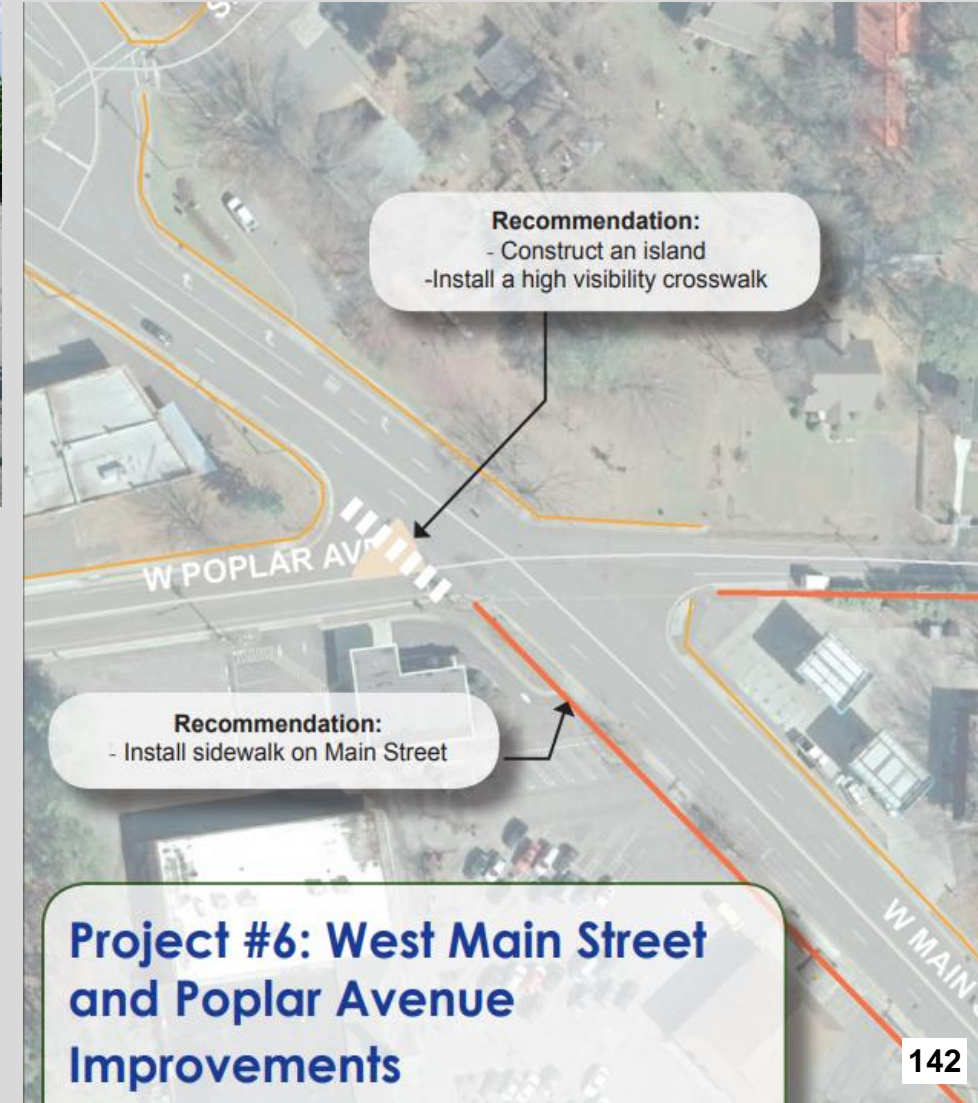 Recommendation:
- Construct an island
-Install a high visibility crosswalk
W POPLAR AV
Recommendation:
- Install sidewalk on Main Street
W MAIN
Project #6: West Main Street
and Poplar Avenue
Improvements
142